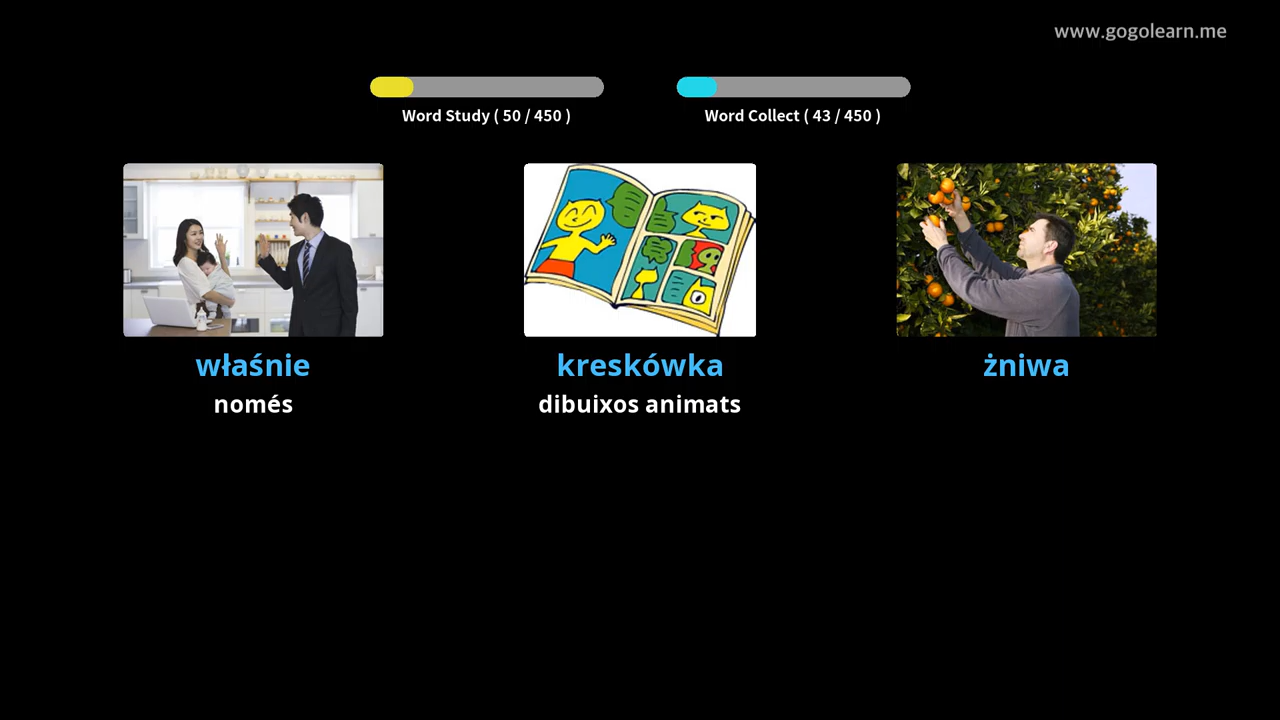 www.gogolearn.me
Word Study ( 50 / 450 )
Word Collect ( 43 / 450 )
właśnie
kreskówka
żniwa
només
dibuixos animats